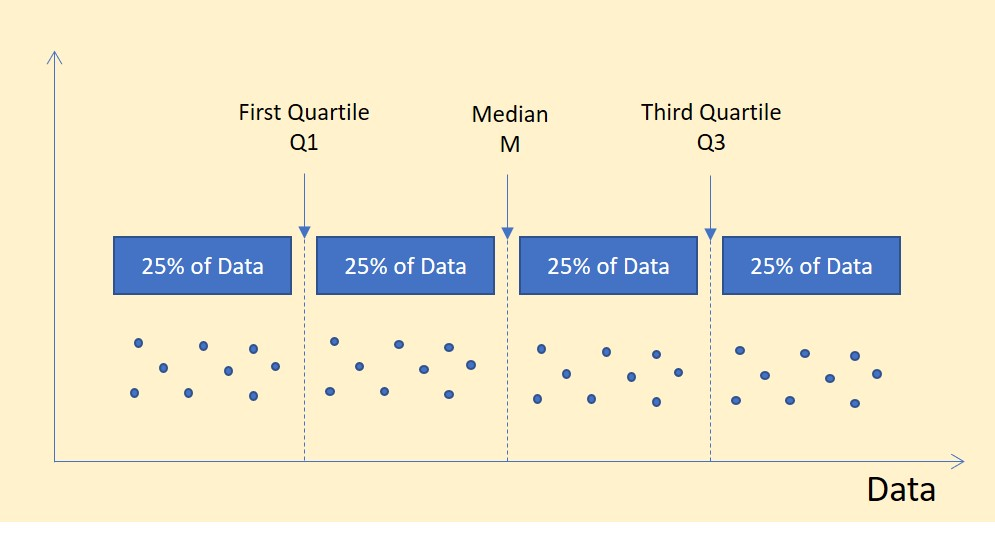 First Quartile
Q1
Median
M
Third Quartile
Q3
25% of Data
25% of Data
25% of Data
25% of Data
Data